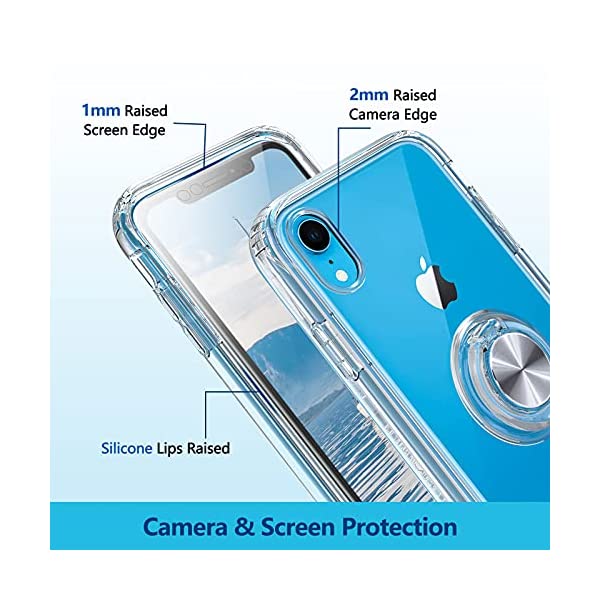 1mm Raised
Screen Edge
2mm Raised
Camera Edge
Silicone Lips Raised
Camera & Screen Protection